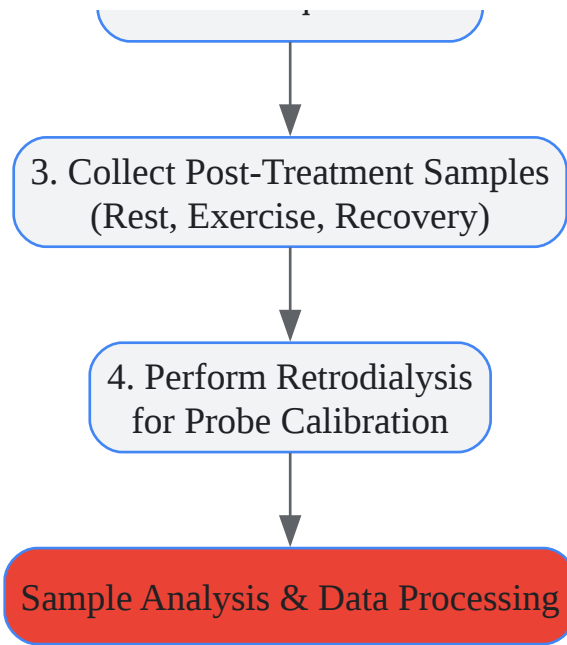 3. Collect Post-Treatment Samples
(Rest, Exercise, Recovery)
4. Perform Retrodialysis
for Probe Calibration
Sample Analysis & Data Processing